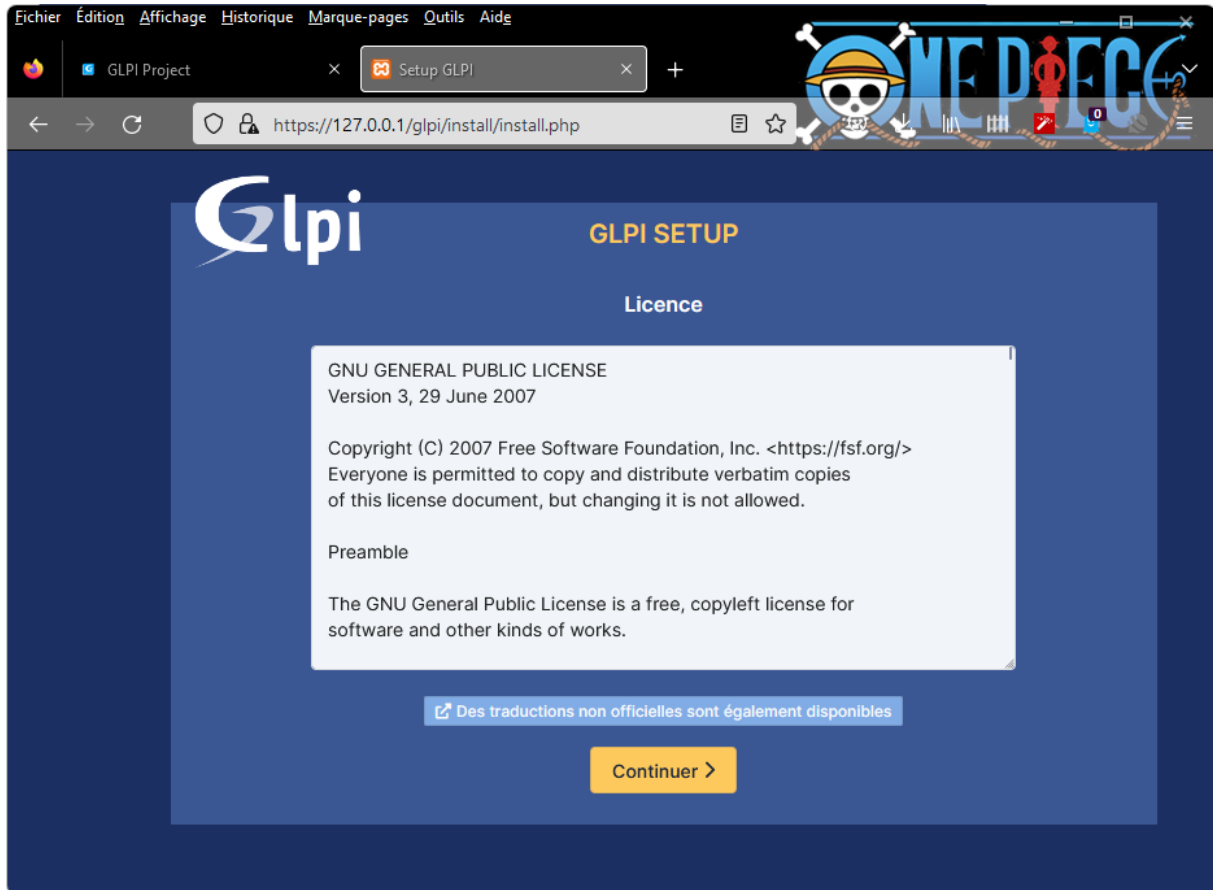 Fichier Édition Affichage Historique Marque-pages Outils Aide
GLPI Project
Setup GLPI
ONE PIECE
https://127.0.0.1/glpi/install/install.php
0
Glpi
GLPI SETUP
Licence
GNU GENERAL PUBLIC LICENSE
Version 3, 29 June 2007
Copyright (C) 2007 Free Software Foundation, Inc. <https://fsf.org/>
Everyone is permitted to copy and distribute verbatim copies
of this license document, but changing it is not allowed.
Preamble
The GNU General Public License is a free, copyleft license for
software and other kinds of works.
Des traductions non officielles sont également disponibles
Continuer